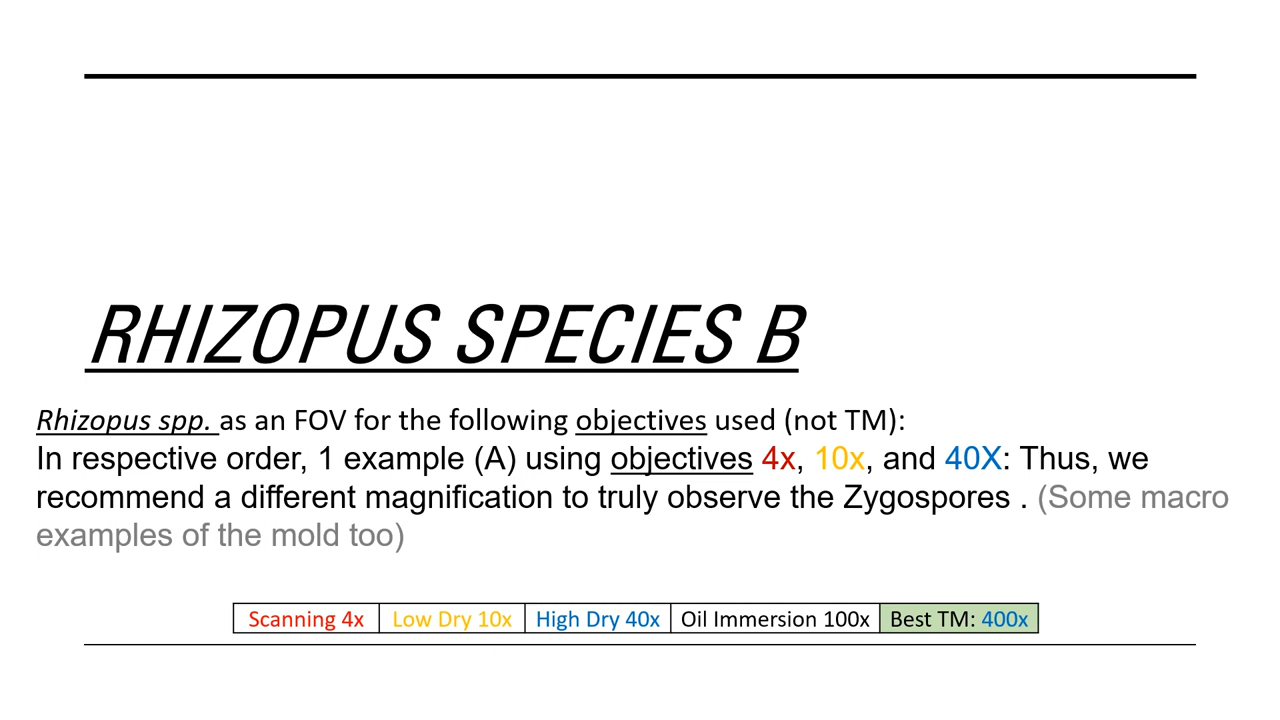 RHIZOPUS SPECIES B
Rhizopus spp. as an FOV for the following objectives used (not TM):
In respective order, 1 example (A) using objectives 4x, 10x, and 40X: Thus, we
recommend a different magnification to truly observe the Zygospores . (Some macro
examples of the mold too)
Scanning 4x Low Dry 10x High Dry 40x Oil Immersion 100x Best TM: 400x